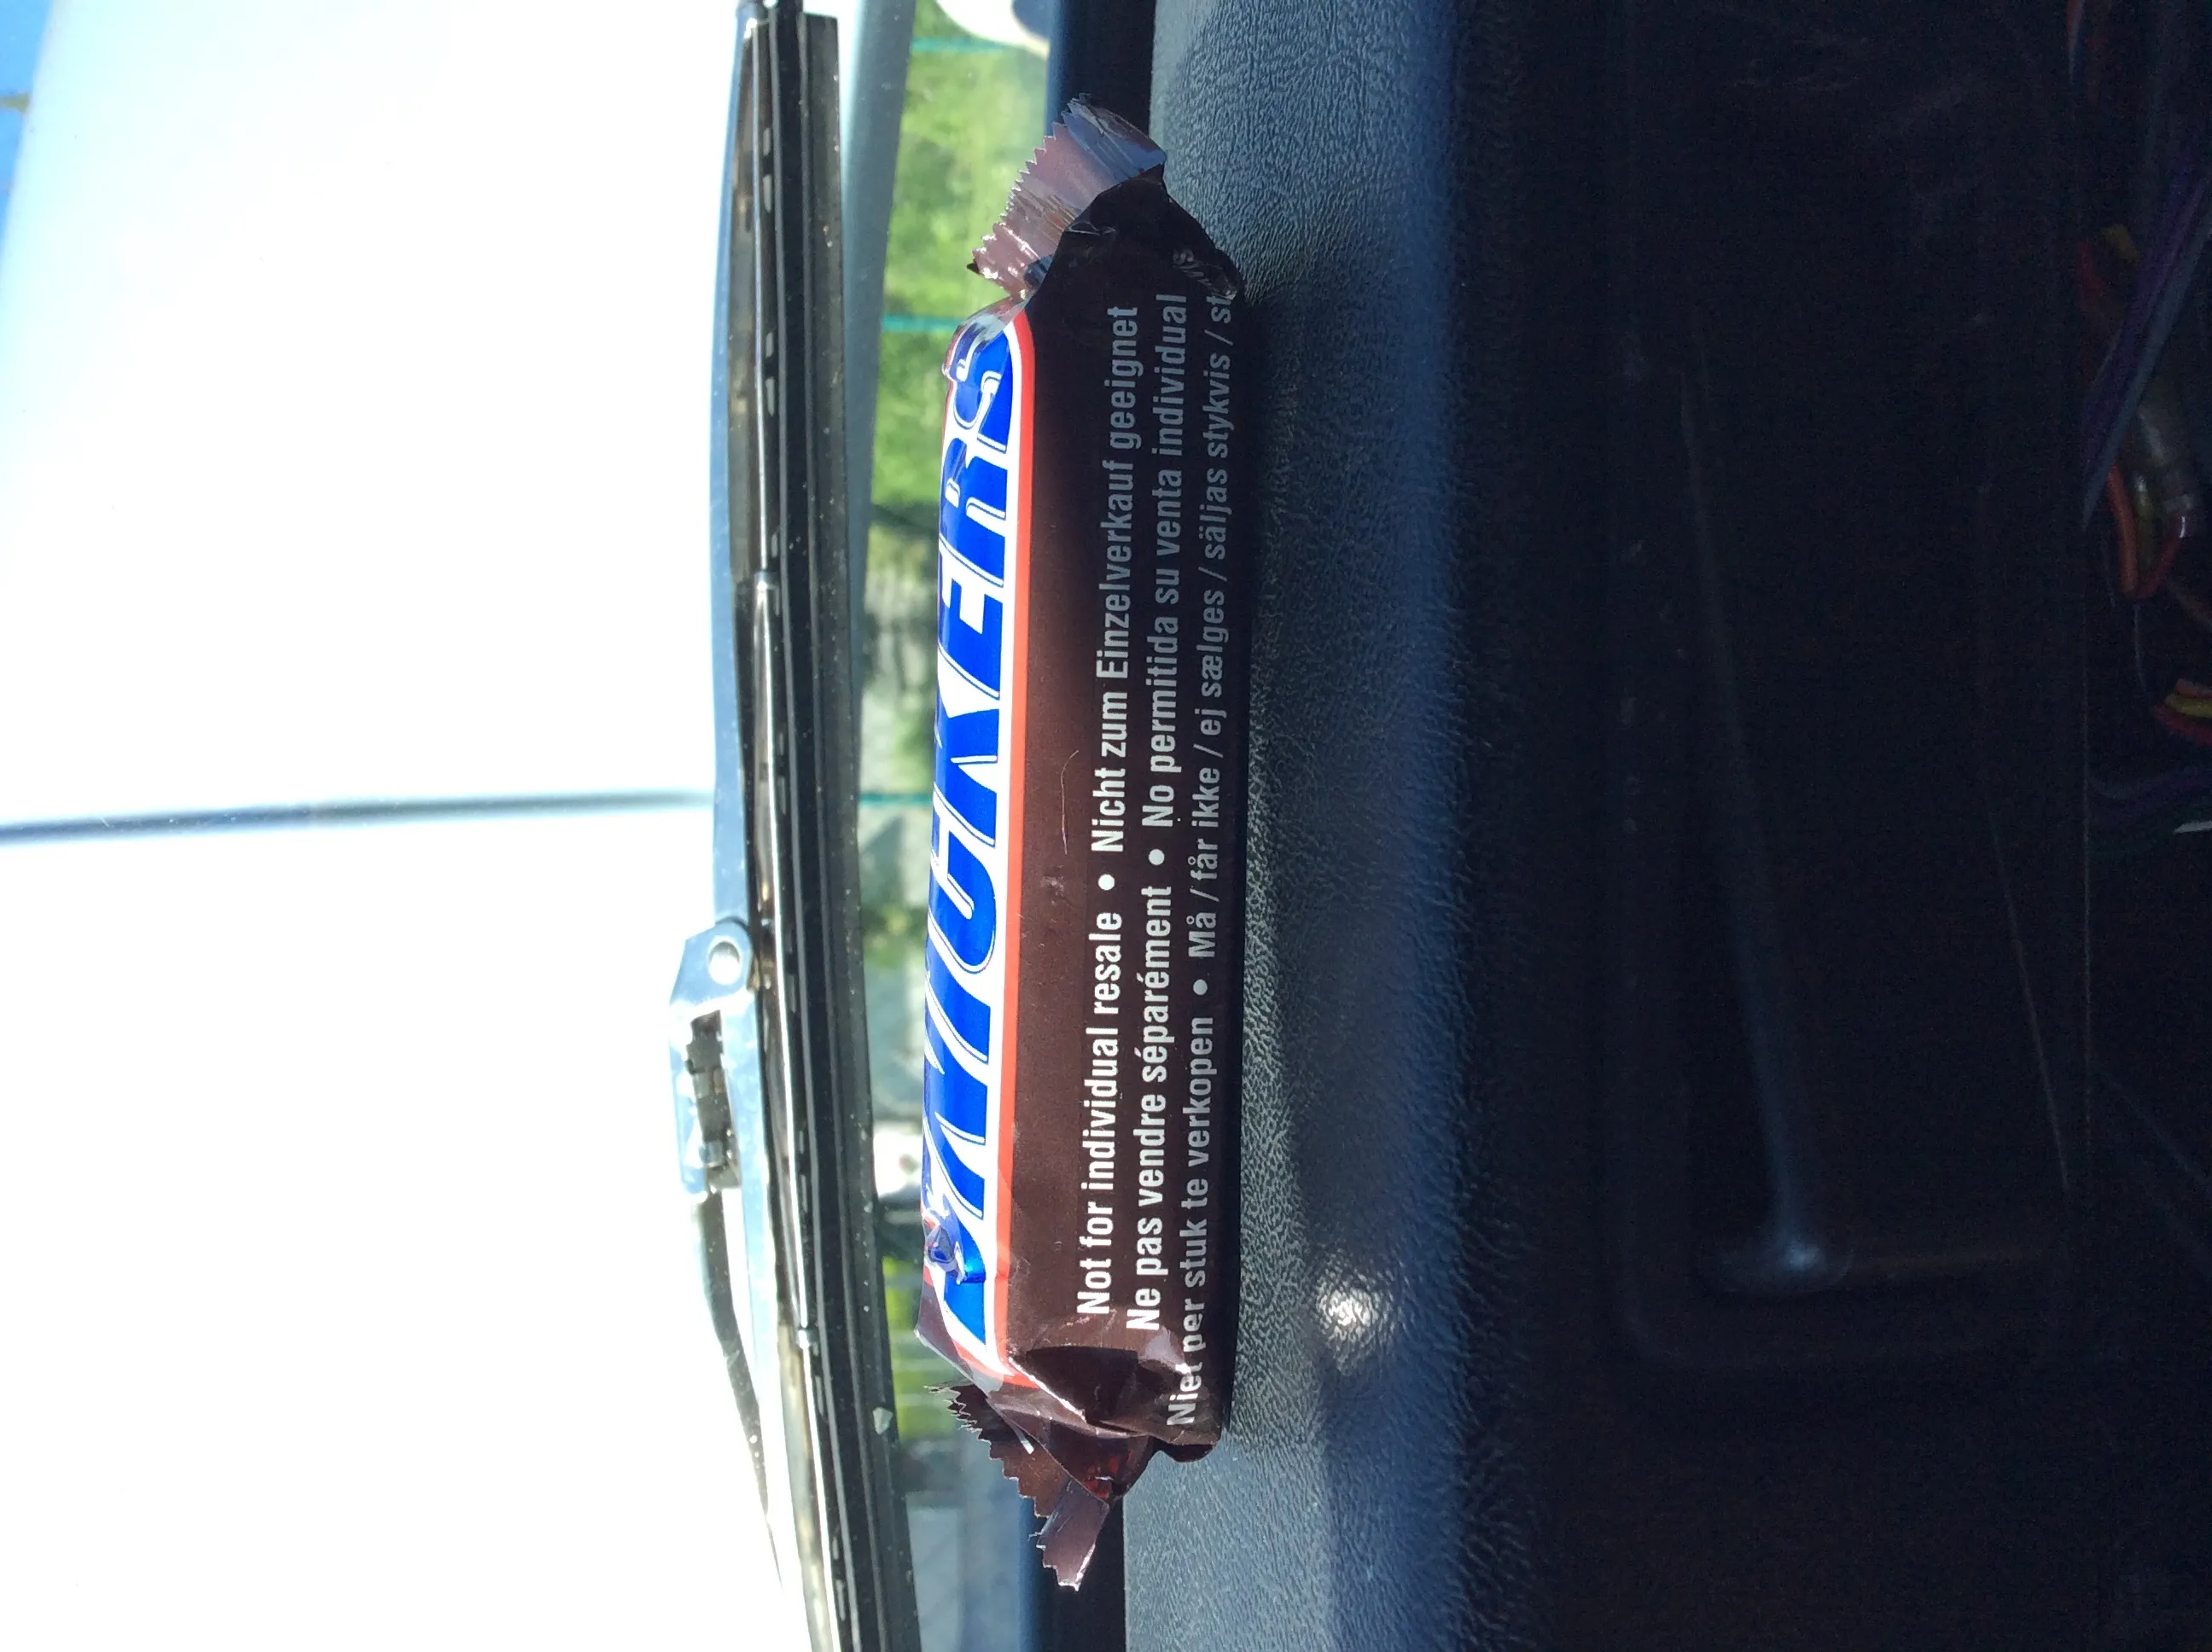 SNICKERS
Not for individual resale • Nicht zum Einzelverkauf geeignet
Ne pas vendre séparément • No permitida su venta individual
Niet per stuk te verkopen • Må / får ikke / ej sælges / säljas stykvis / st